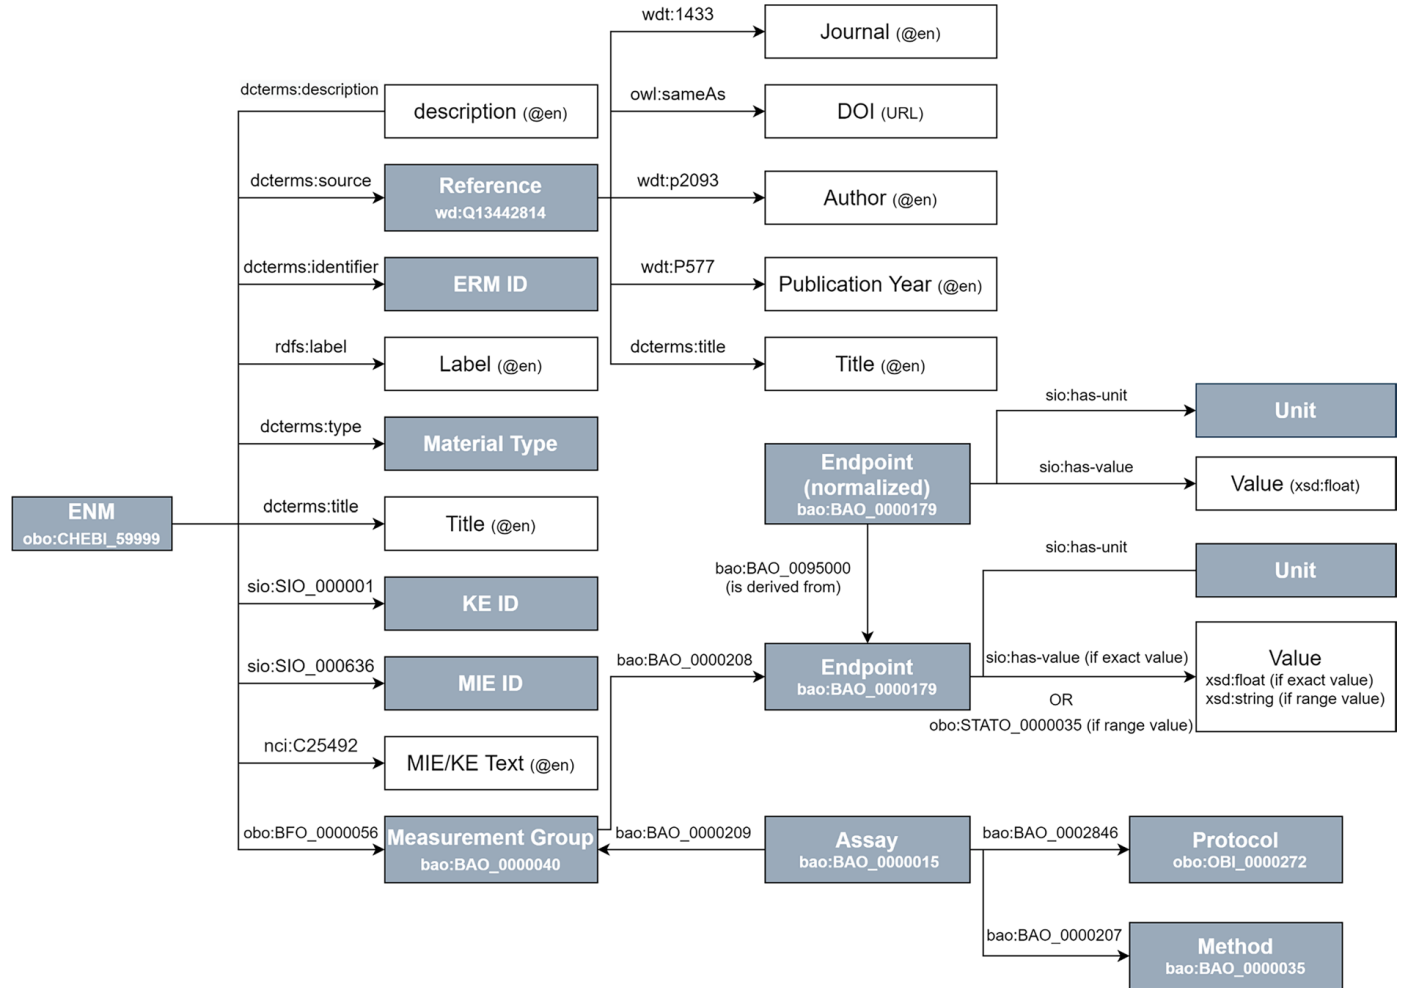 wdt:1433
Journal (@en)
dcterms:description
description (@en)
owl:sameAs
DOI (URL)
dcterms:source
Reference
wd:Q13442814
wdt:p2093
Author (@en)
dcterms:identifier
ERM ID
wdt:P577
Publication Year (@en)
rdfs:label
Label (@en)
dcterms:title
Title (@en)
dcterms:type
Material Type
Endpoint
(normalized)
bao:BAO_0000179
sio:has-unit
Unit
sio:has-value
Value (xsd:float)
ENM
obo:CHEBI_59999
dcterms:title
Title (@en)
bao:BAO_0095000
(is derived from)
sio:has-unit
Unit
sio:SIO_000001
KE ID
sio:SIO_000636
MIE ID
bao:BAO_0000208
Endpoint
bao:BAO_0000179
sio:has-value (if exact value)
OR
obo:STATO_0000035 (if range value)
Value
xsd:float (if exact value)
xsd:string (if range value)
nci:C25492
MIE/KE Text (@en)
obo:BFO_0000056
Measurement Group
bao:BAO_0000040
bao:BAO_0000209
Assay
bao:BAO_0000015
bao:BAO_0002846
Protocol
obo:OBI_0000272
bao:BAO_0000207
Method
bao:BAO_0000035